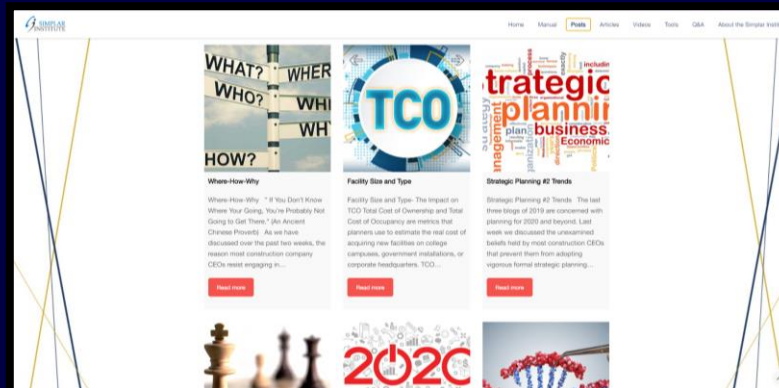 SIMPLAR
INSTITUTE
Home Manual Posts Articles Videos Tools Q&A About the Simplar Insti
WHAT?
WHER
WHO?
WH
WH
HOW?
TCO
trategic
planni
plan
business
Economic
management
including
process
exactly
Where-How-Why
Where-How-Why " If You Don't Know
Where Your Going, You're Probably Not
Going to Get There." (An Ancient
Chinese Proverb) As we have
discussed over the past two weeks, the
reason most construction company
CEOs resist engaging in...
Read more
Facility Size and Type
Facility Size and Type- The Impact on
TCO Total Cost of Ownership and Total
Cost of Occupancy are metrics that
planners use to estimate the real cost of
acquiring new facilities on college
campuses, government installations, or
corporate headquarters. TCO...
Read more
Strategic Planning #2 Trends
Strategic Planning #2 Trends The last
three blogs of 2019 are concerned with
planning for 2020 and beyond. Last
week we discussed the unexamined
beliefs held by most construction CEOs
that prevent them from adopting
vigorous formal strategic planning...
Read more
2020